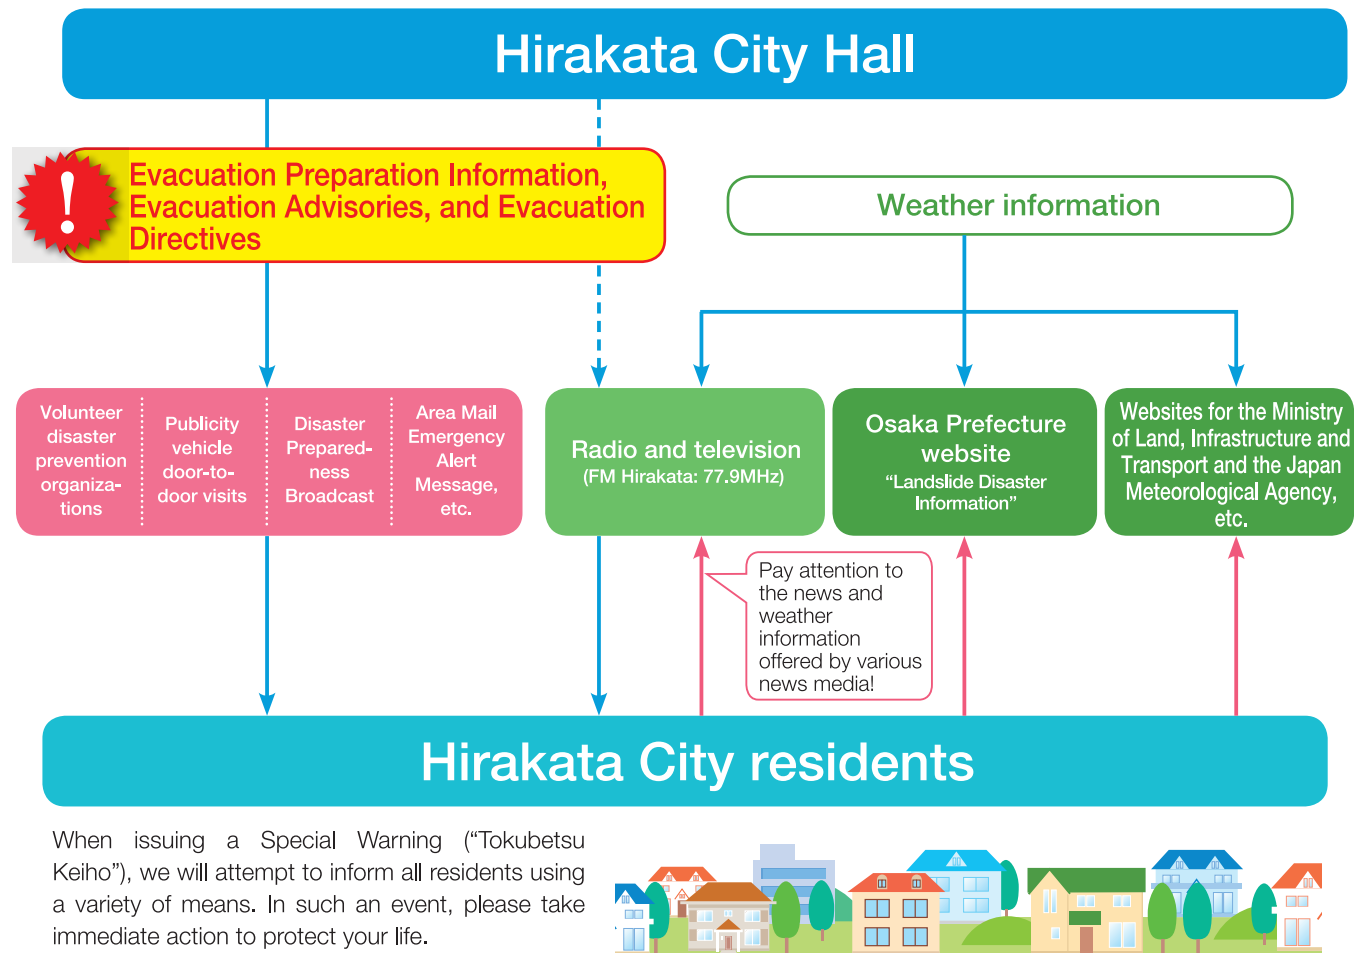 Hirakata City Hall
!
Evacuation Preparation Information,
Evacuation Advisories, and Evacuation
Directives
Weather information
Volunteer
disaster
prevention
organiza-
tions
Publicity
vehicle
door-to-
door visits
Disaster
Prepared-
ness
Broadcast
Area Mail
Emergency
Alert
Message,
etc.
Radio and television
(FM Hirakata: 77.9MHz)
Osaka Prefecture
website
“Landslide Disaster
Information”
Websites for the Ministry
of Land, Infrastructure and
Transport and the Japan
Meteorological Agency,
etc.
Pay attention to
the news and
weather
information
offered by various
news media!
Hirakata City residents
When issuing a Special Warning (“Tokubetsu
Keiho”), we will attempt to inform all residents using
a variety of means. In such an event, please take
immediate action to protect your life.